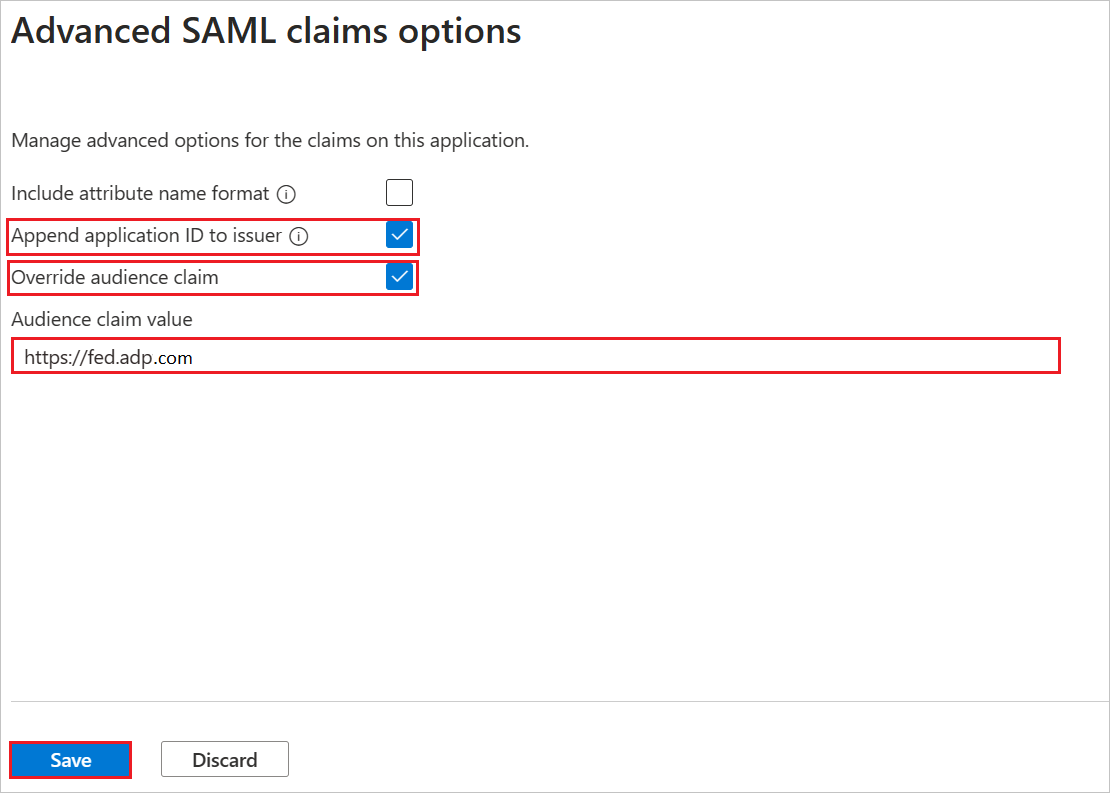 Advanced SAML claims options
Manage advanced options for the claims on this application.
Include attribute name format
Append application ID to issuer
Override audience claim
Audience claim value
https://fed.adp.com
Save
Discard